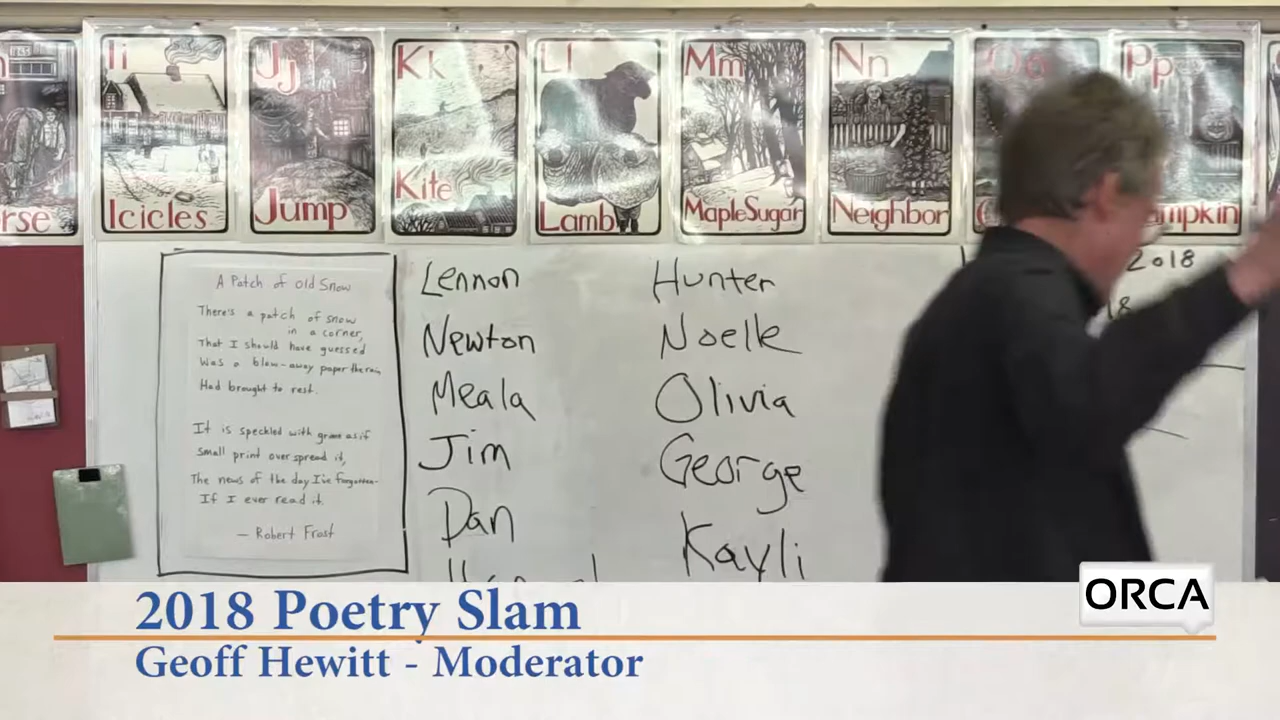 Ii
Jj
Kk
Ll
Mm
Nn
Pp
rse
Icicles
Jump
Kite
Lamb
MapleSugar
Neighbor
mpkin
A Patch of Old Snow
There's a patch of snow
in a corner,
That I should have guessed
Was a blow-away paper the rain
Had brought to rest.
It is speckled with grime as if
Small print overspread it,
The news of the day I've forgotten-
If I ever read it.
— Robert Frost
Lennon
Newton
Meala
Jim
Dan
Hunter
Noelle
Olivia
George
Kayli
2018
18
2018 Poetry Slam
Geoff Hewitt - Moderator
ORCA